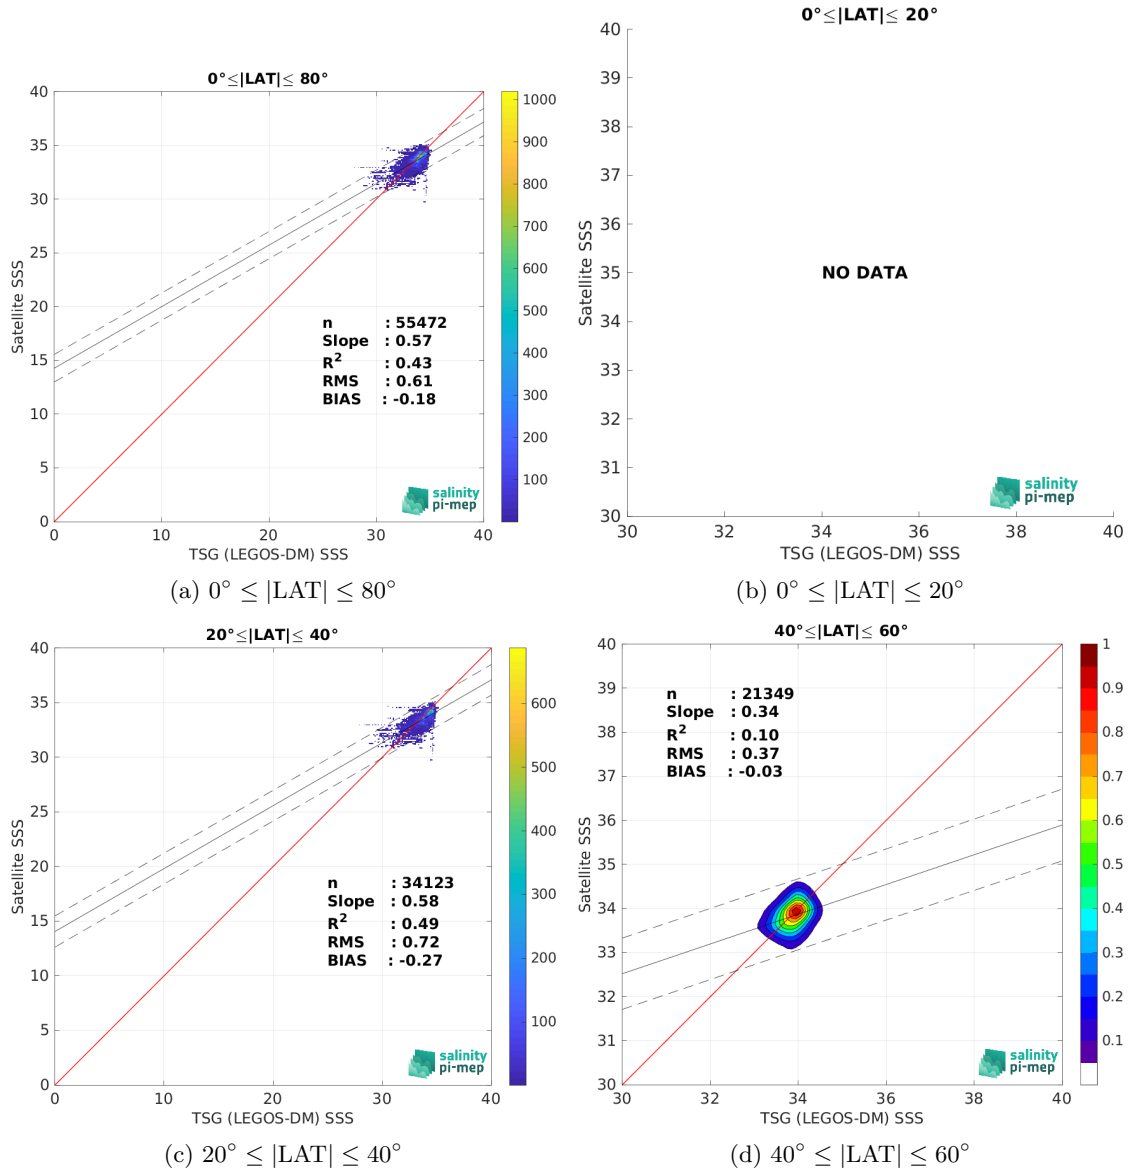 0°≤|LAT|≤ 80°
40
35
30
25
20
15
10
5
0
0
10
20
30
40
Satellite SSS
TSG (LEGOS-DM) SSS
n : 55472
Slope : 0.57
R² : 0.43
RMS : 0.61
BIAS : -0.18
salinity
pi-mep
1000
900
800
700
600
500
400
300
200
100
(a) 0° ≤ |LAT| ≤ 80°
0°≤|LAT|≤ 20°
40
39
38
37
36
35
34
33
32
31
30
30
32
34
36
38
40
Satellite SSS
TSG (LEGOS-DM) SSS
NO DATA
salinity
pi-mep
(b) 0° ≤ |LAT| ≤ 20°
20°≤|LAT|≤ 40°
40
35
30
25
20
15
10
5
0
0
10
20
30
40
Satellite SSS
TSG (LEGOS-DM) SSS
n : 34123
Slope : 0.58
R² : 0.49
RMS : 0.72
BIAS : -0.27
salinity
pi-mep
600
500
400
300
200
100
(c) 20° ≤ |LAT| ≤ 40°
40°≤|LAT|≤ 60°
40
39
38
37
36
35
34
33
32
31
30
30
32
34
36
38
40
Satellite SSS
TSG (LEGOS-DM) SSS
n : 21349
Slope : 0.34
R² : 0.10
RMS : 0.37
BIAS : -0.03
salinity
pi-mep
1
0.9
0.8
0.7
0.6
0.5
0.4
0.3
0.2
0.1
(d) 40° ≤ |LAT| ≤ 60°